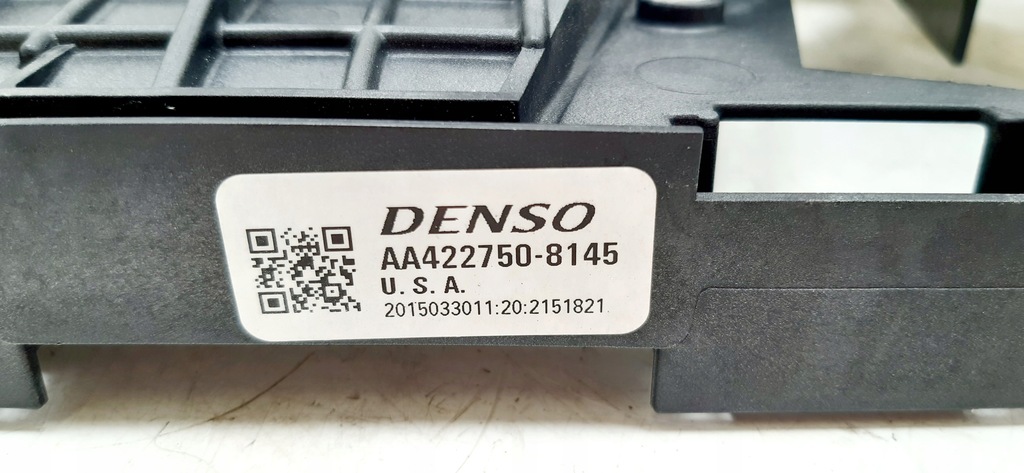 DENSO
AA422750-8145
U. S. A.
2015033011:20:2151821